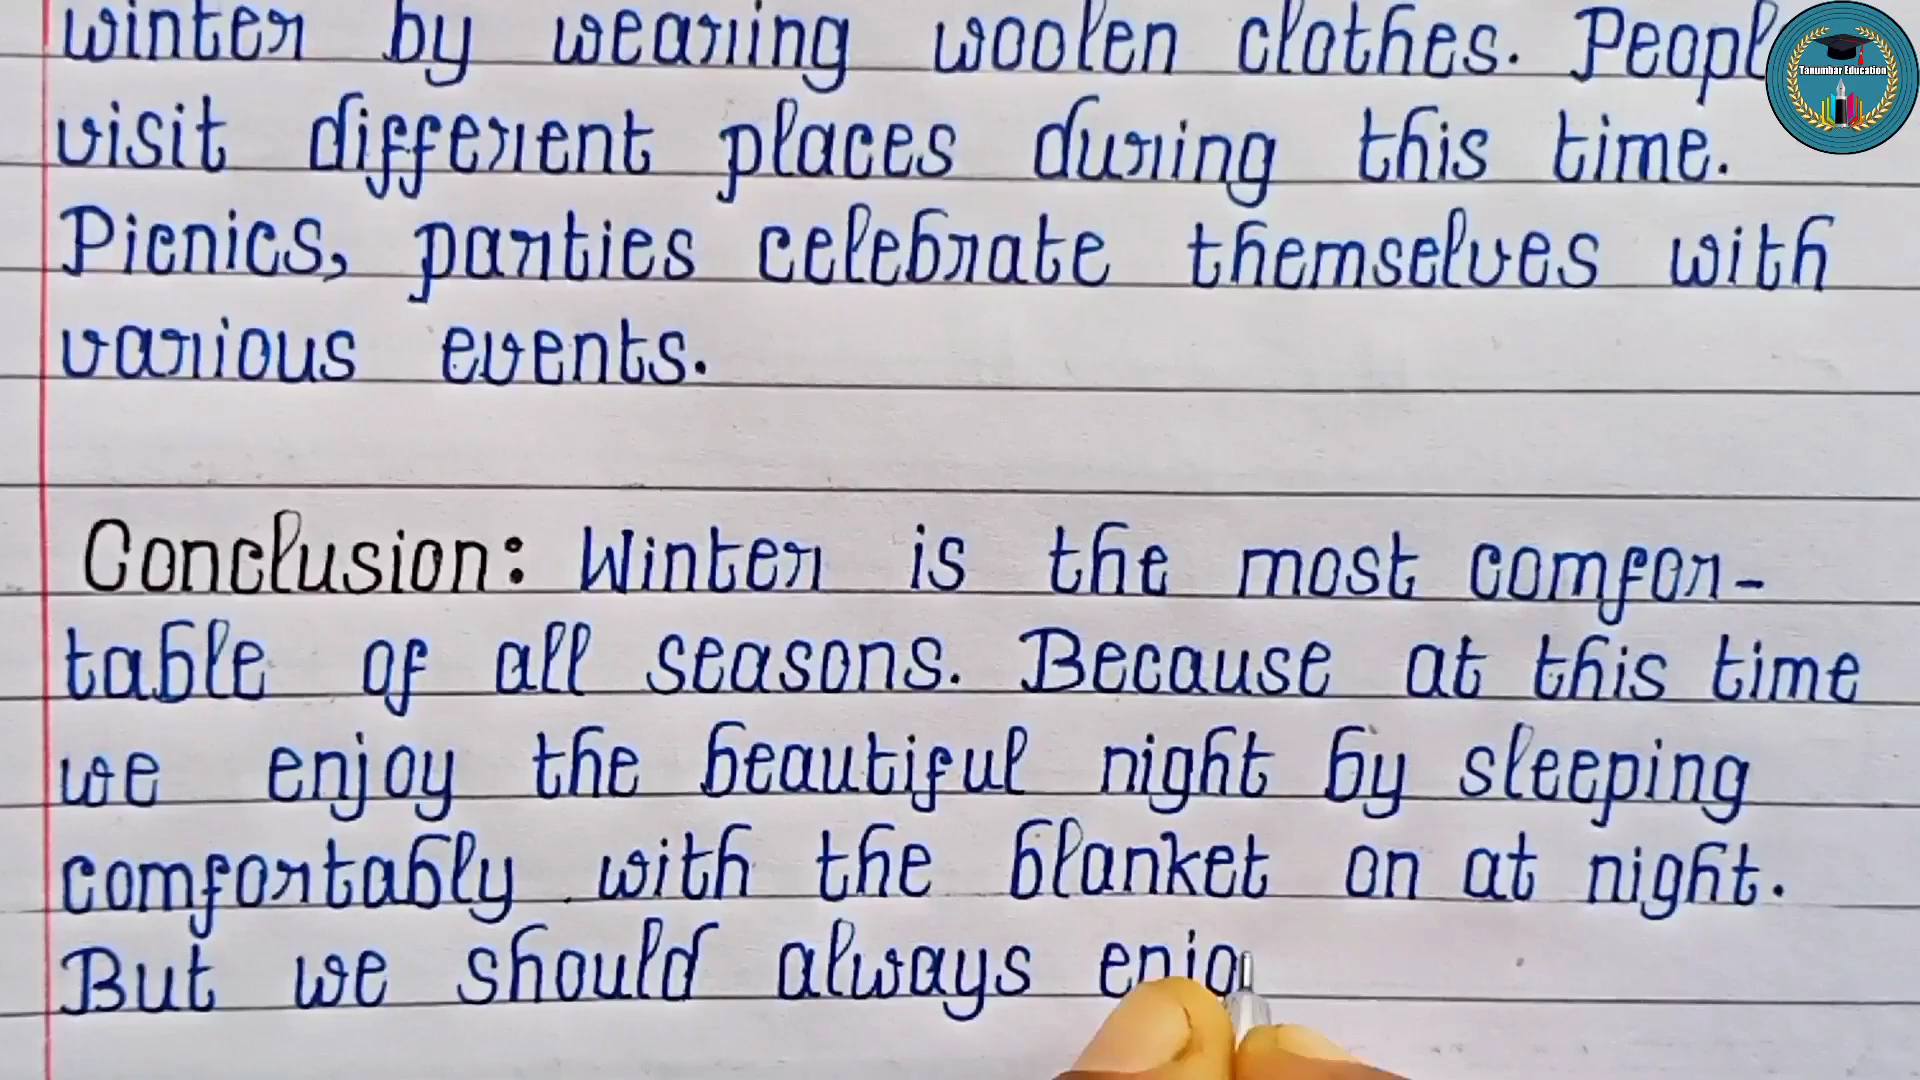 winter by wearing woolen clothes. Peopl
Tanumbar Education
visit different places during this time.
Picnics, parties celebrate themselves with
various events.
Conclusion: Winter is the most comfor-
table of all seasons. Because at this time
we enjoy the beautiful night by sleeping
comfortably with the blanket on at night.
But we should always enjo